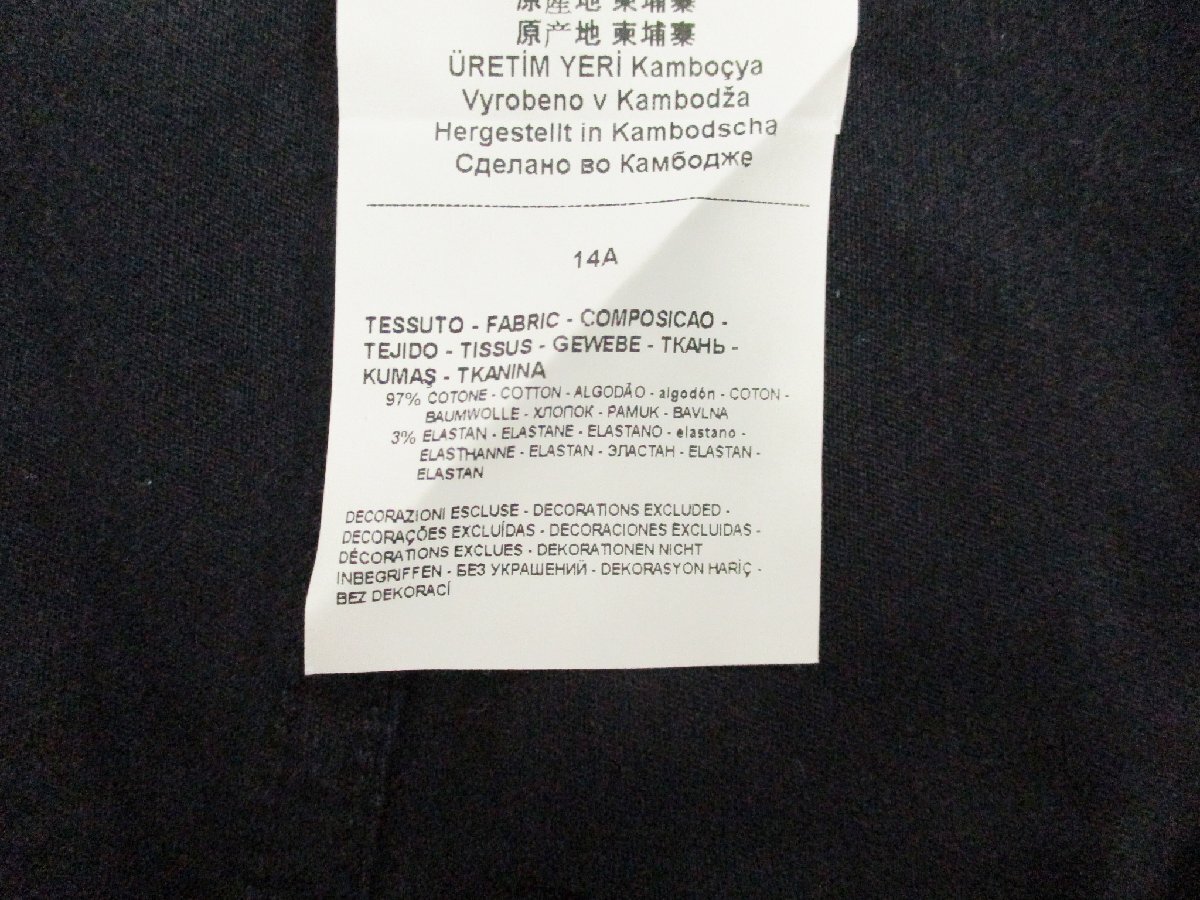 原産地 柬埔寨
原产地 柬埔寨
ÜRETİM YERİ Kamboçya
Vyrobeno v Kambodža
Hergestellt in Kambodscha
Сделано во Камбодже
14A
TESSUTO - FABRIC - COMPOSICAO -
TEJIDO - TISSUS - GEWEBE - ТКАНЬ -
KUMAŞ - TKANINA
97% COTONE - COTTON - ALGODÃO - algodón - COTON -
BAUMWOLLE - ХЛОПОК - PAMUK - BAVLNA
3% ELASTAN - ELASTANE - ELASTANO - elastano -
ELASTHANNE - ELASTAN - ЭЛАСТАН - ELASTAN -
ELASTAN
DECORAZIONI ESCLUSE - DECORATIONS EXCLUDED -
DECORAÇÕES EXCLUÍDAS - DECORACIONES EXCLUIDAS -
DÉCORATIONS EXCLUES - DEKORATIONEN NICHT
INBEGRIFFEN - БЕЗ УКРАШЕНИЙ - DEKORASYON HARİÇ -
BEZ DEKORACÍ